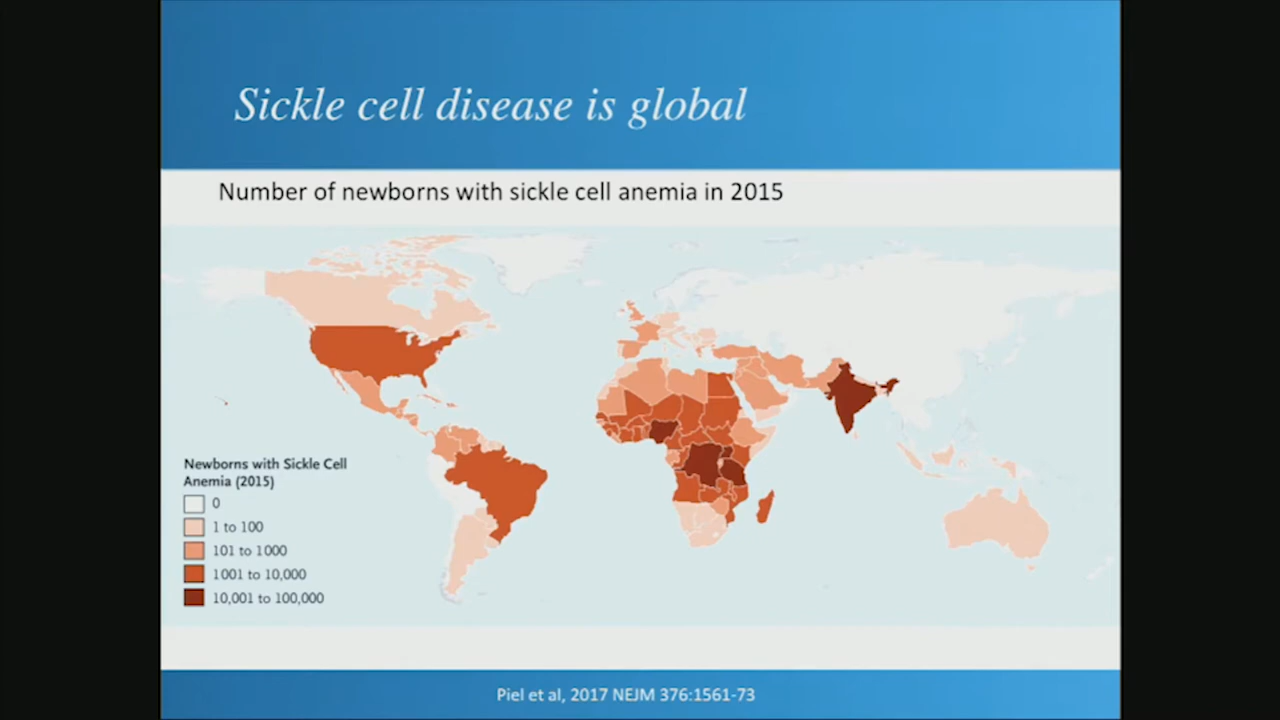 Sickle cell disease is global
Number of newborns with sickle cell anemia in 2015
Newborns with Sickle Cell
Anemia (2015)
0
1 to 100
101 to 1000
1001 to 10,000
10,001 to 100,000
Piel et al, 2017 NEJM 376:1561-73